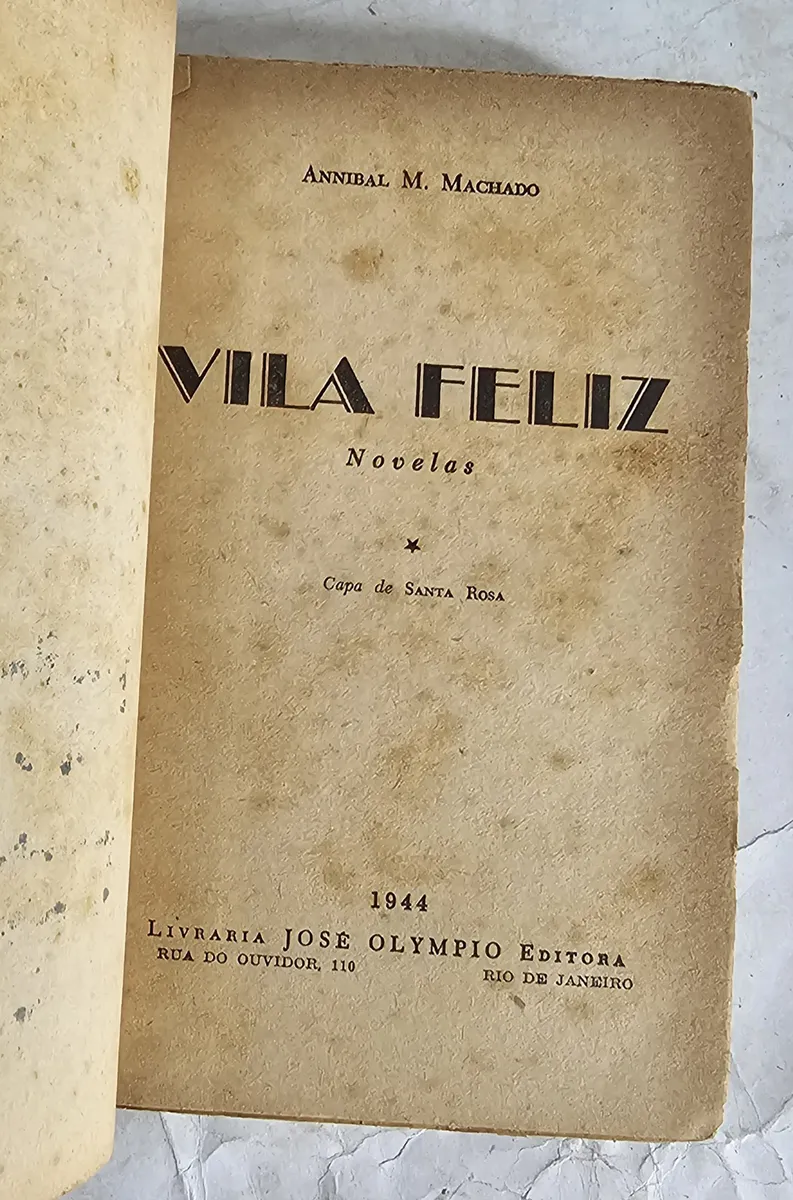 ANNIBAL M. MACHADO
VILA FELIZ
Novelas
Capa de SANTA ROSA
1944
LIVRARIA JOSÉ OLYMPIO EDITORA
RUA DO OUVIDOR, 110 RIO DE JANEIRO